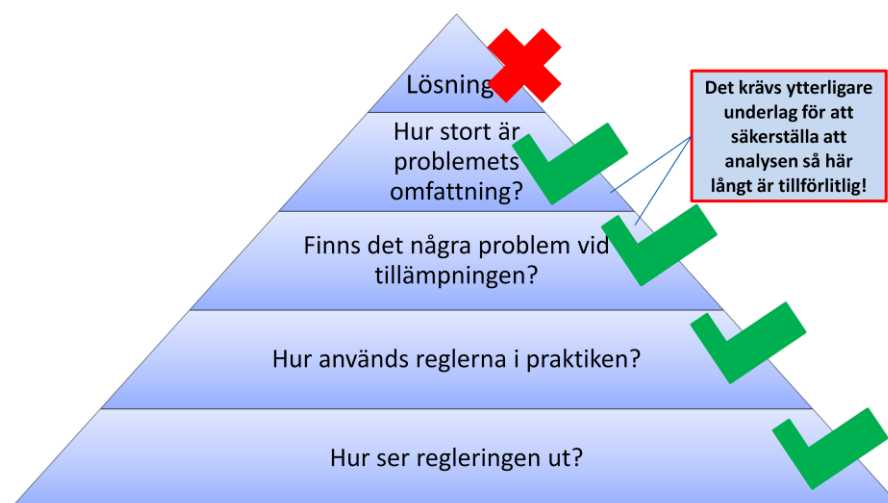 Lösning
Hur stort är
problemets
omfattning?
Finns det några problem vid
tillämpningen?
Hur används reglerna i praktiken?
Hur ser regleringen ut?
Det krävs ytterligare
underlag för att
säkerställa att
analysen så här
långt är tillförlitlig!